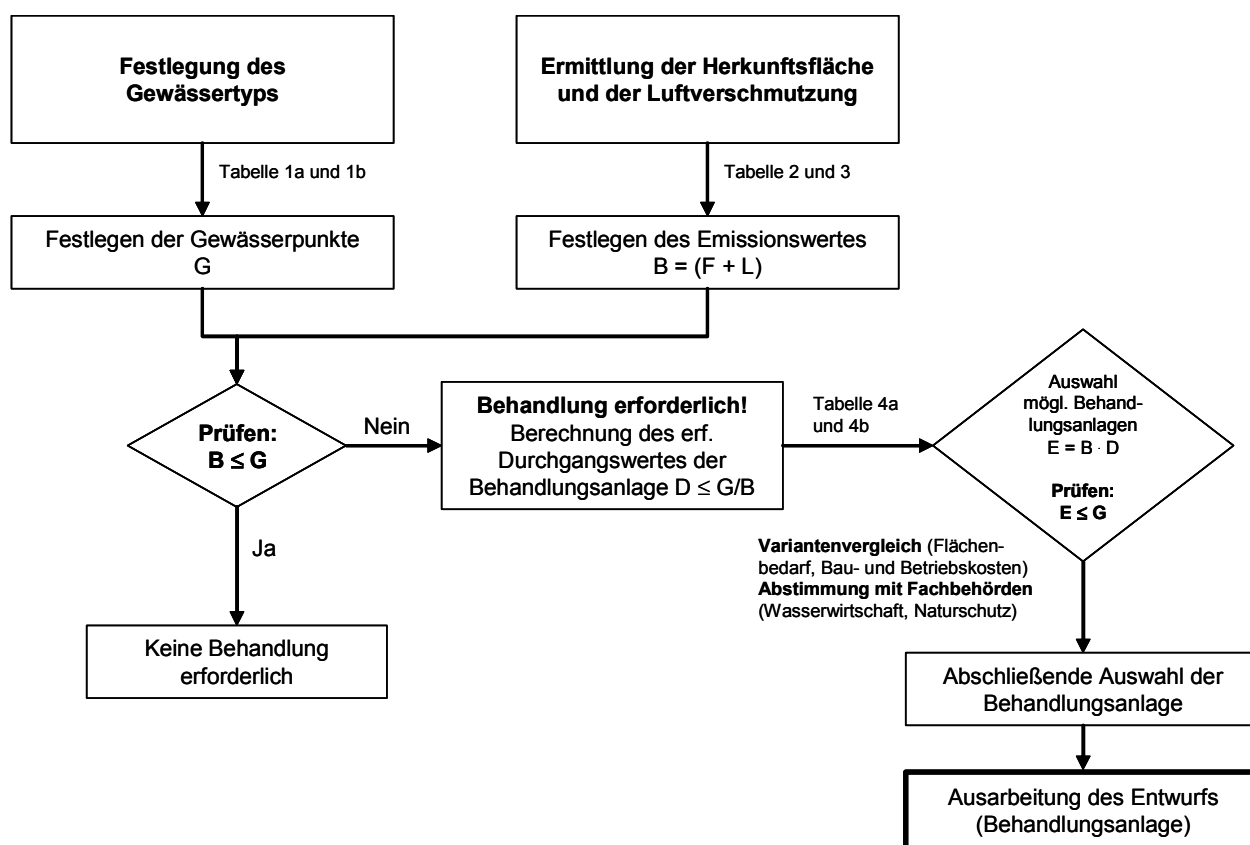 Festlegung des
Gewässertyps
Ermittlung der Herkunftsfläche
und der Luftverschmutzung
Tabelle 1a und 1b
Tabelle 2 und 3
Festlegen der Gewässerpunkte
G
Festlegen des Emissionswertes
B = (F + L)
Prüfen:
B ≤ G
Nein
Behandlung erforderlich!
Berechnung des erf.
Durchgangswertes der
Behandlungsanlage D ≤ G/B
Tabelle 4a
und 4b
Auswahl
mögl. Behand-
lungsanlagen
E = B · D
Prüfen:
E ≤ G
Ja
Variantenvergleich (Flächen-
bedarf, Bau- und Betriebskosten)
Abstimmung mit Fachbehörden
(Wasserwirtschaft, Naturschutz)
Keine Behandlung
erforderlich
Abschließende Auswahl der
Behandlungsanlage
Ausarbeitung des Entwurfs
(Behandlungsanlage)